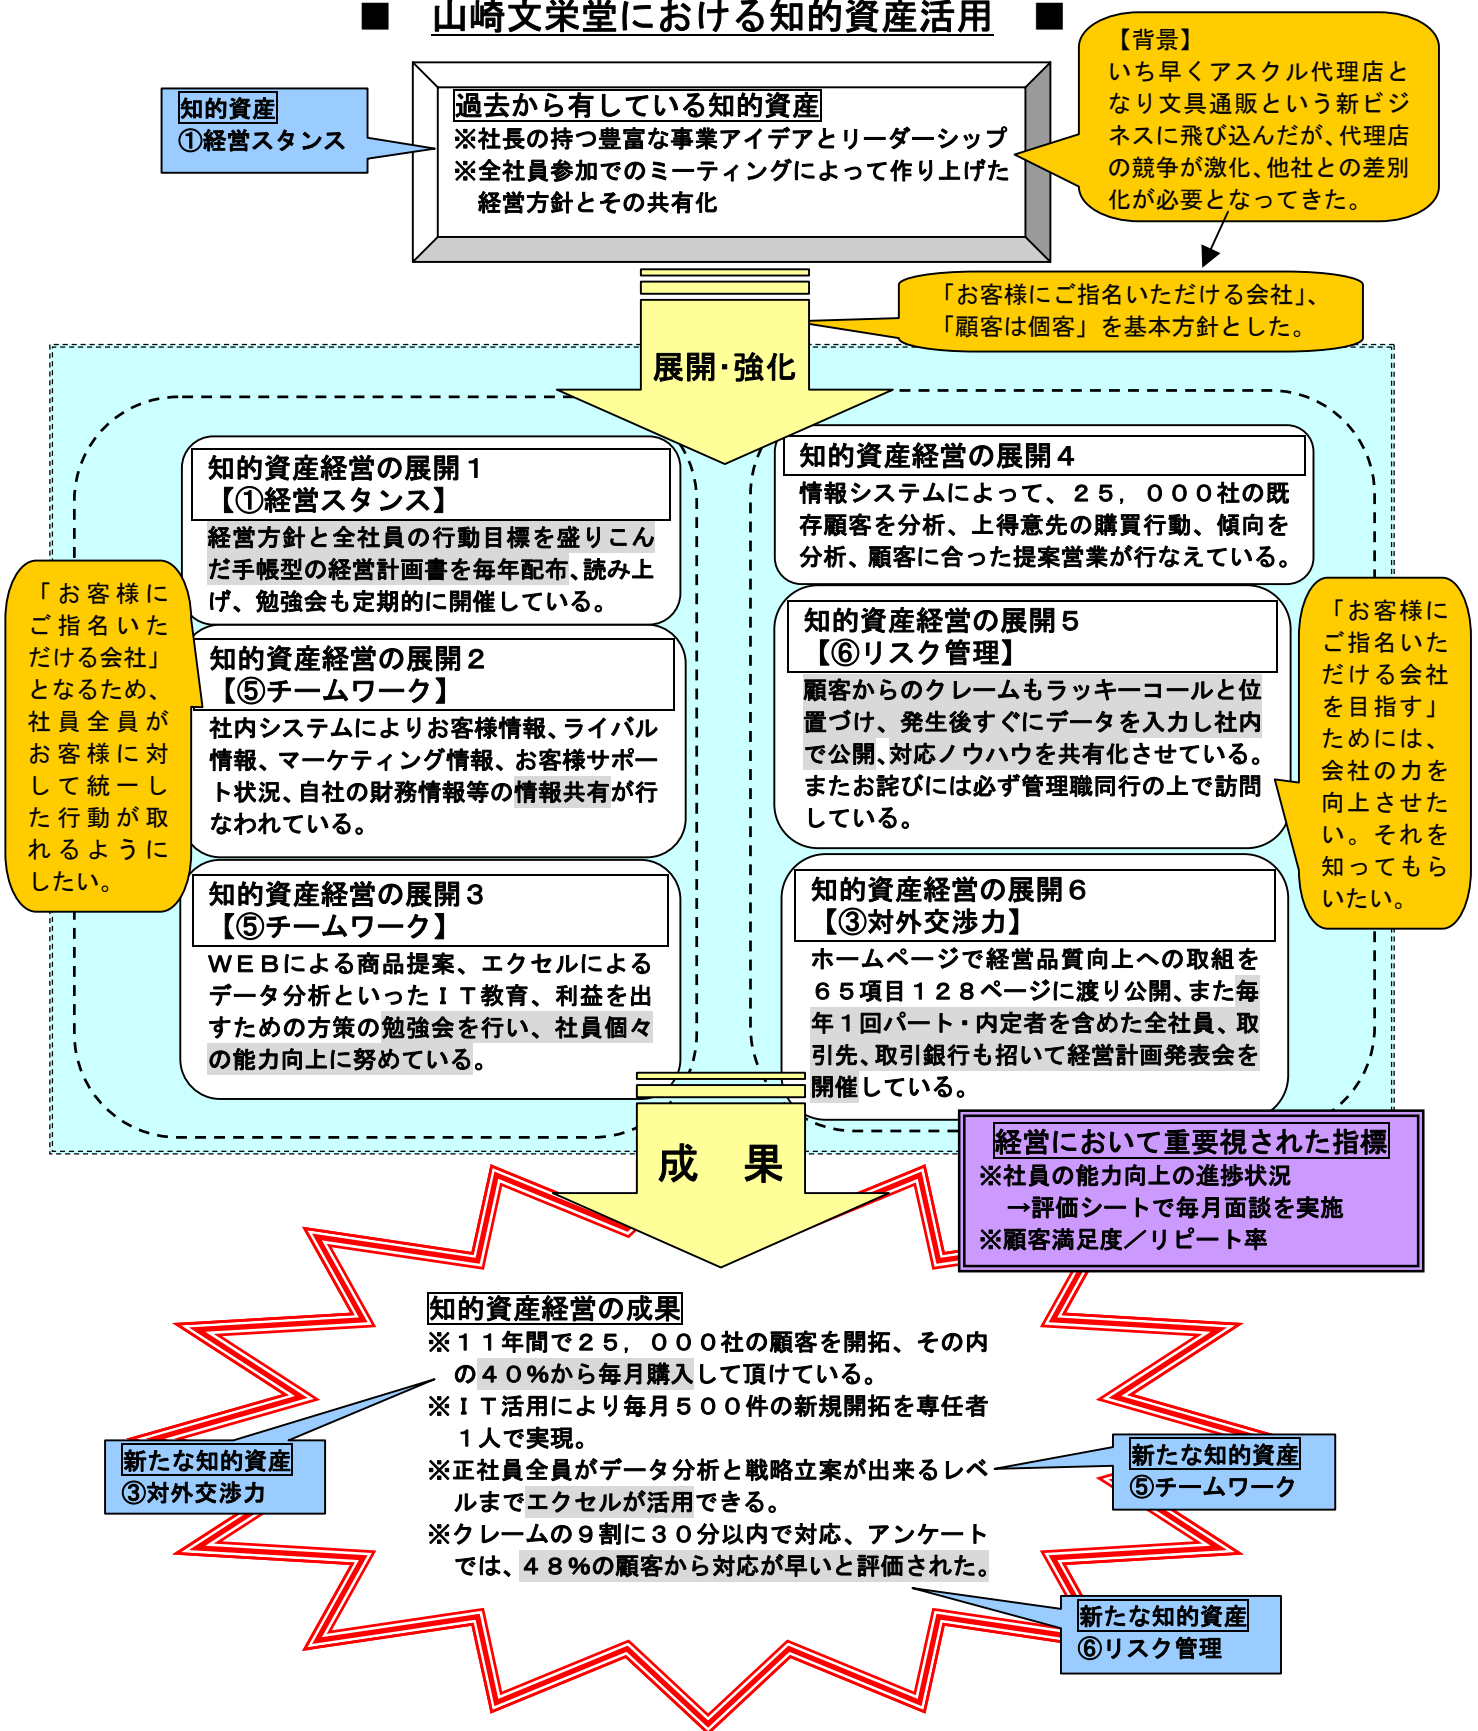 ■　山崎文栄堂における知的資産活用　■
【背景】
いち早くアスクル代理店と
なり文具通販という新ビジ
ネスに飛び込んだが、代理店
の競争が激化、他社との差別
化が必要となってきた。
知的資産
①経営スタンス
過去から有している知的資産
※社長の持つ豊富な事業アイデアとリーダーシップ
※全社員参加でのミーティングによって作り上げた
経営方針とその共有化
「お客様にご指名いただける会社」、
「顧客は個客」を基本方針とした。
展開・強化
知的資産経営の展開１
【①経営スタンス】
経営方針と全社員の行動目標を盛りこん
だ手帳型の経営計画書を毎年配布、読み上
げ、勉強会も定期的に開催している。
知的資産経営の展開２
【⑤チームワーク】
社内システムによりお客様情報、ライバル
情報、マーケティング情報、お客様サポー
ト状況、自社の財務情報等の情報共有が行
なわれている。
知的資産経営の展開３
【⑤チームワーク】
ＷＥＢによる商品提案、エクセルによる
データ分析といったＩＴ教育、利益を出
すための方策の勉強会を行い、社員個々
の能力向上に努めている。
「お客様に
ご指名いた
だける会社」
となるため、
社員全員が
お客様に対
して統一し
た行動が取
れるように
したい。
知的資産経営の展開４
情報システムによって、２５，０００社の既
存顧客を分析、上得意先の購買行動、傾向を
分析、顧客に合った提案営業が行なえている。
知的資産経営の展開５
【⑥リスク管理】
顧客からのクレームもラッキーコールと位
置づけ、発生後すぐにデータを入力し社内
で公開、対応ノウハウを共有化させている。
またお詫びには必ず管理職同行の上で訪問
している。
知的資産経営の展開６
【③対外交渉力】
ホームページで経営品質向上への取組を
６５項目１２８ページに渡り公開、また毎
年１回パート・内定者を含めた全社員、取
引先、取引銀行も招いて経営計画発表会を
開催している。
「お客様に
ご指名いた
だける会社
を目指す」
ためには、
会社の力を
向上させた
い。それを
知ってもら
いたい。
成　果
経営において重要視された指標
※社員の能力向上の進捗状況
→評価シートで毎月面談を実施
※顧客満足度／リピート率
知的資産経営の成果
※１１年間で２５，０００社の顧客を開拓、その内
の４０％から毎月購入して頂けている。
※ＩＴ活用により毎月５００件の新規開拓を専任者
１人で実現。
※正社員全員がデータ分析と戦略立案が出来るレベ
ルまでエクセルが活用できる。
※クレームの９割に３０分以内で対応、アンケート
では、４８％の顧客から対応が早いと評価された。
新たな知的資産
③対外交渉力
新たな知的資産
⑤チームワーク
新たな知的資産
⑥リスク管理